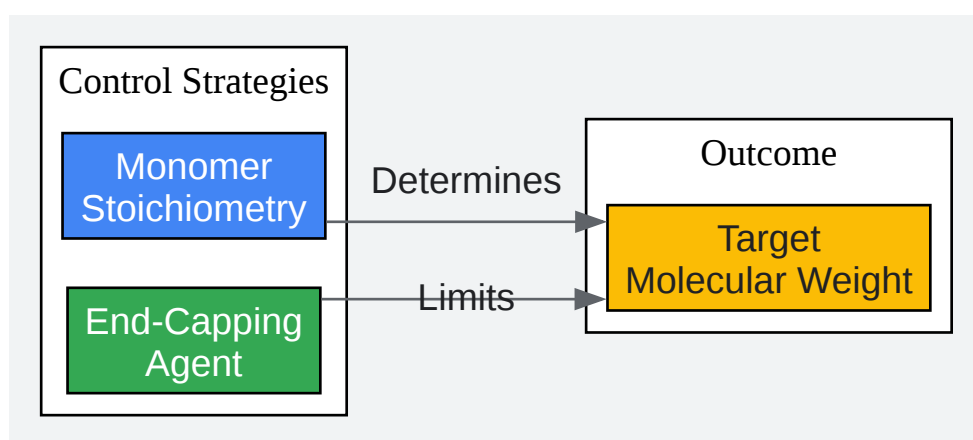 Control Strategies
Monomer
Stoichiometry
End-Capping
Agent
Determines
Limits
Outcome
Target
Molecular Weight